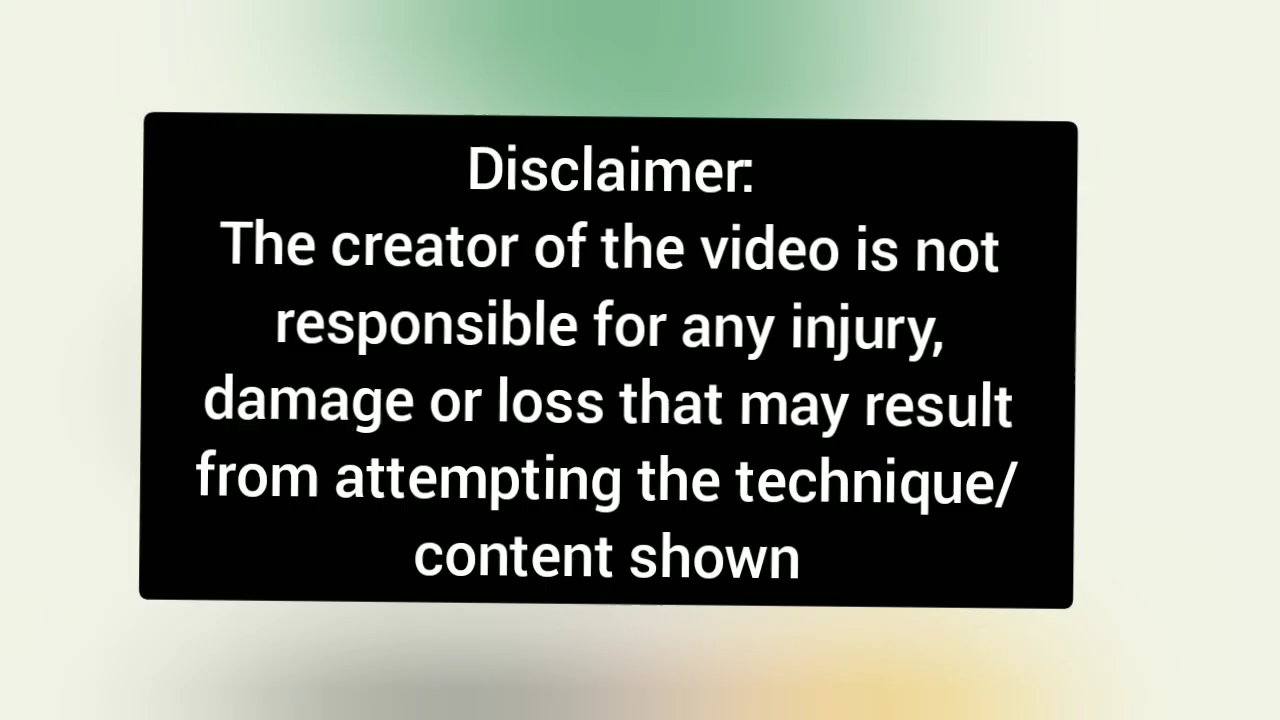 Disclaimer:
The creator of the video is not
responsible for any injury,
damage or loss that may result
from attempting the technique/
content shown